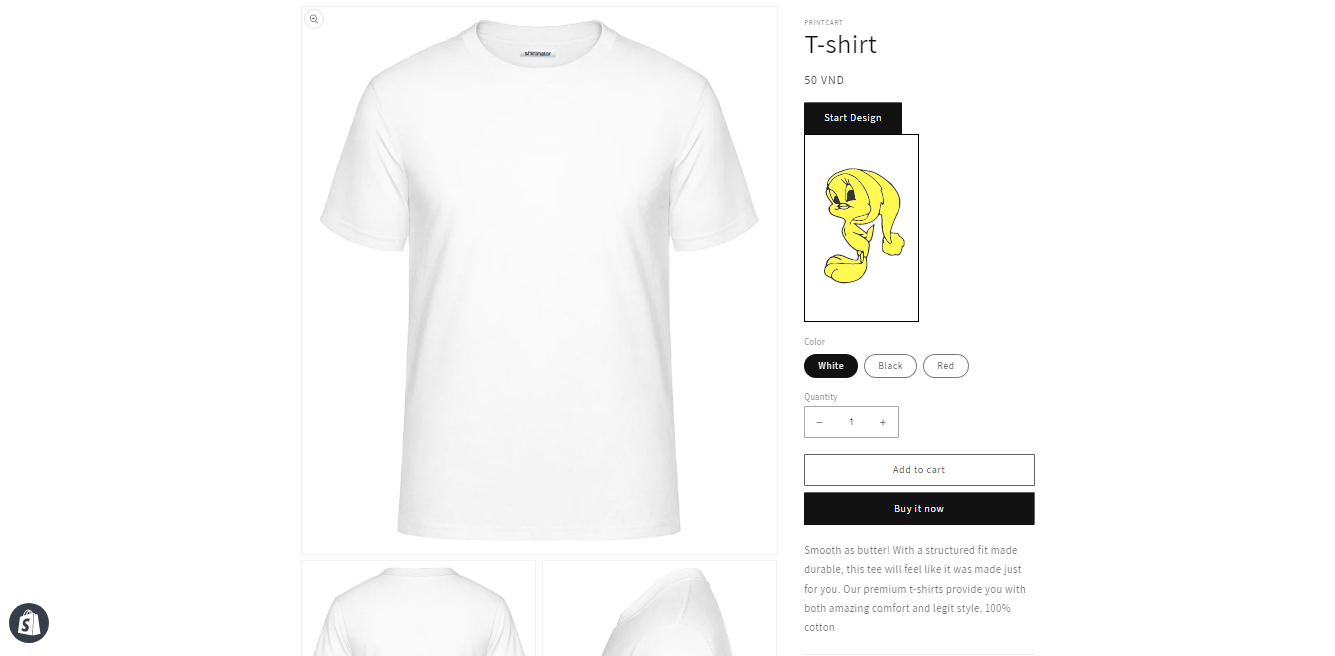 shirtinator
PRINTCART
T-shirt
50 VND
Start Design
Color
White
Black
Red
Quantity
− 1 +
Add to cart
Buy it now
Smooth as butter! With a structured fit made
durable, this tee will feel like it was made just
for you. Our premium t-shirts provide you with
both amazing comfort and legit style. 100%
cotton